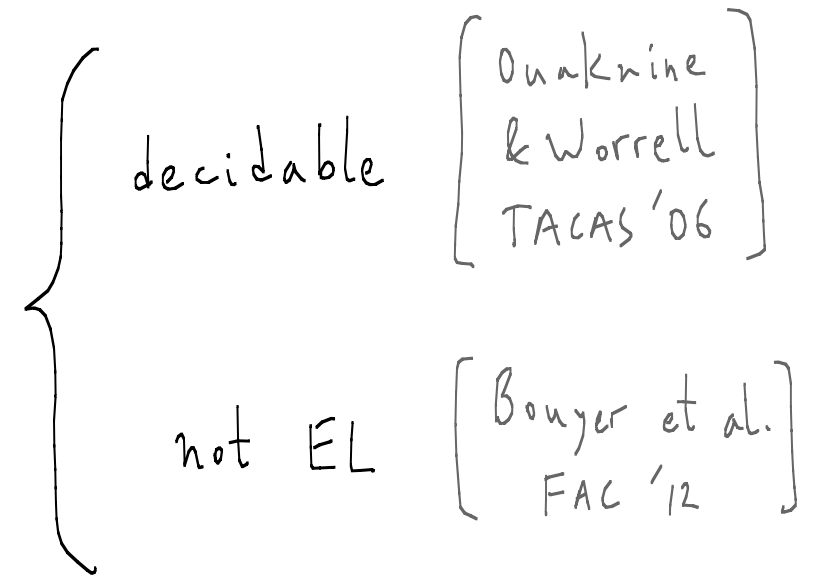 decidable
[Ouaknine
& Worrell
TACAS '06]
not EL
[Bouyer et al.
FAC '12]